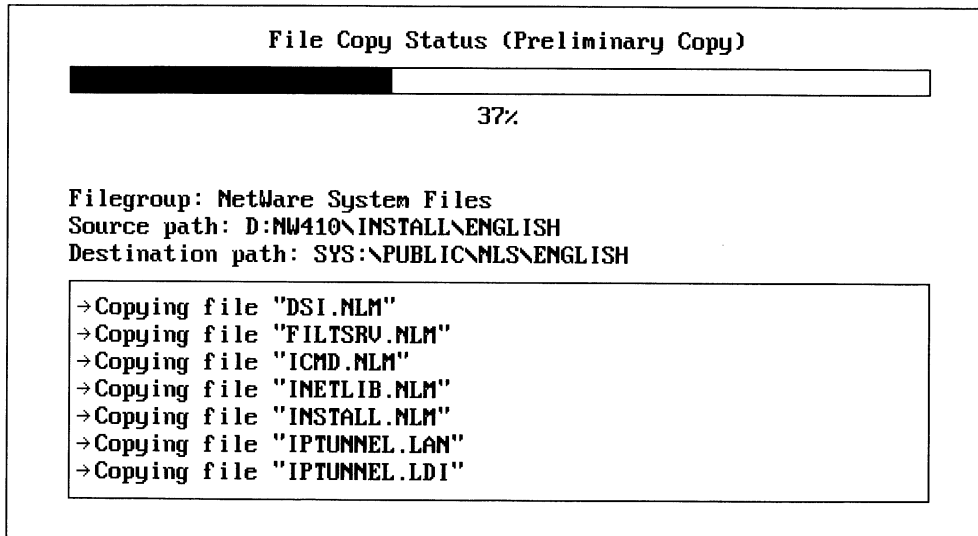 File Copy Status (Preliminary Copy)
37%
Filegroup: NetWare System Files
Source path: D:NW410\INSTALL\ENGLISH
Destination path: SYS:\PUBLIC\NLS\ENGLISH
→Copying file "DSI.NLM"
→Copying file "FILTSRV.NLM"
→Copying file "ICMD.NLM"
→Copying file "INETLIB.NLM"
→Copying file "INSTALL.NLM"
→Copying file "IPTUNNEL.LAN"
→Copying file "IPTUNNEL.LDI"